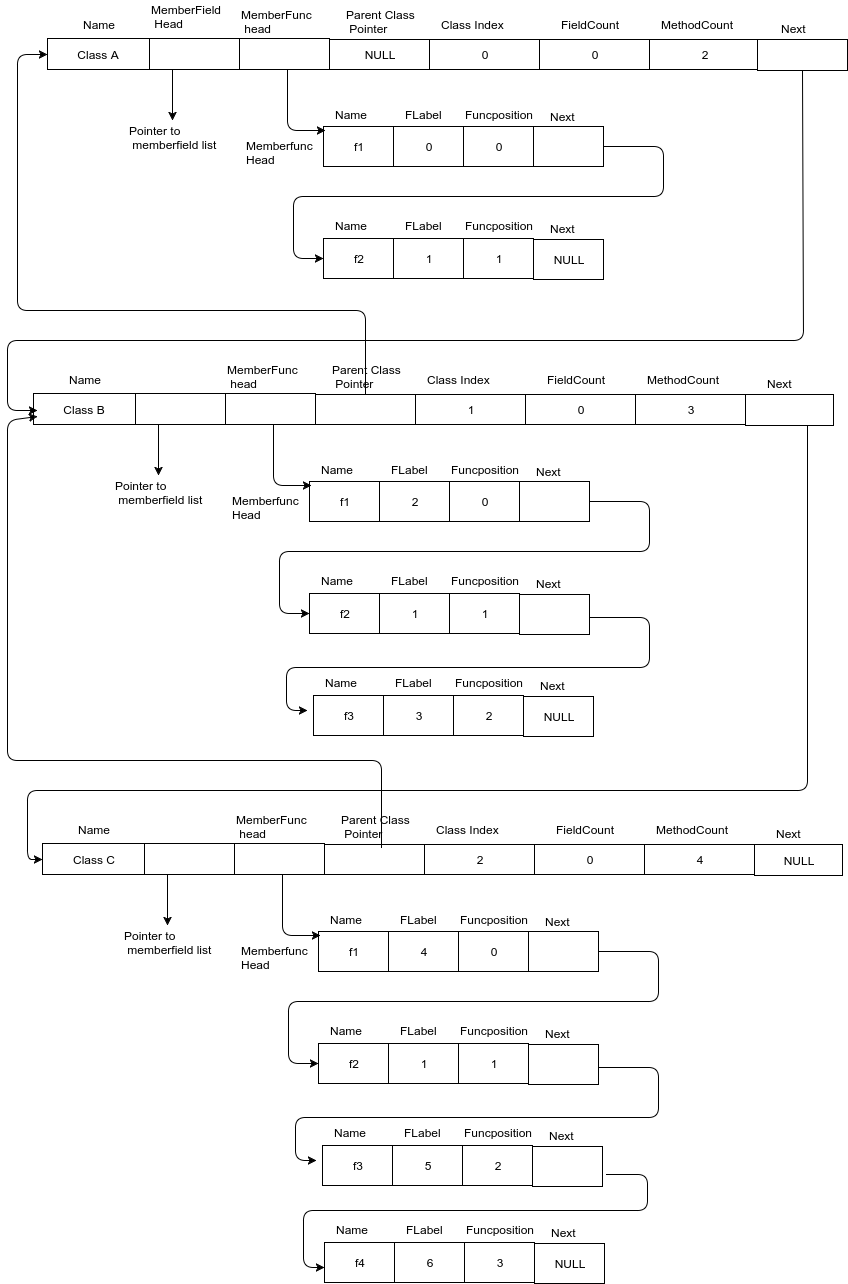 Name MemberField Head MemberFunc head Parent Class Pointer Class Index FieldCount MethodCount Next
Class A NULL 0 0 2
Pointer to
memberfield list
Name FLabel Funcposition Next
Memberfunc
Head
f1 0 0
Name FLabel Funcposition Next
f2 1 1 NULL
Name MemberFunc head Parent Class Pointer Class Index FieldCount MethodCount Next
Class B 1 0 3
Pointer to
memberfield list
Name FLabel Funcposition Next
Memberfunc
Head
f1 2 0
Name FLabel Funcposition Next
f2 1 1
Name FLabel Funcposition Next
f3 3 2 NULL
Name MemberFunc head Parent Class Pointer Class Index FieldCount MethodCount Next
Class C 2 0 4 NULL
Pointer to
memberfield list
Name FLabel Funcposition Next
Memberfunc
Head
f1 4 0
Name FLabel Funcposition Next
f2 1 1
Name FLabel Funcposition Next
f3 5 2
Name FLabel Funcposition Next
f4 6 3 NULL